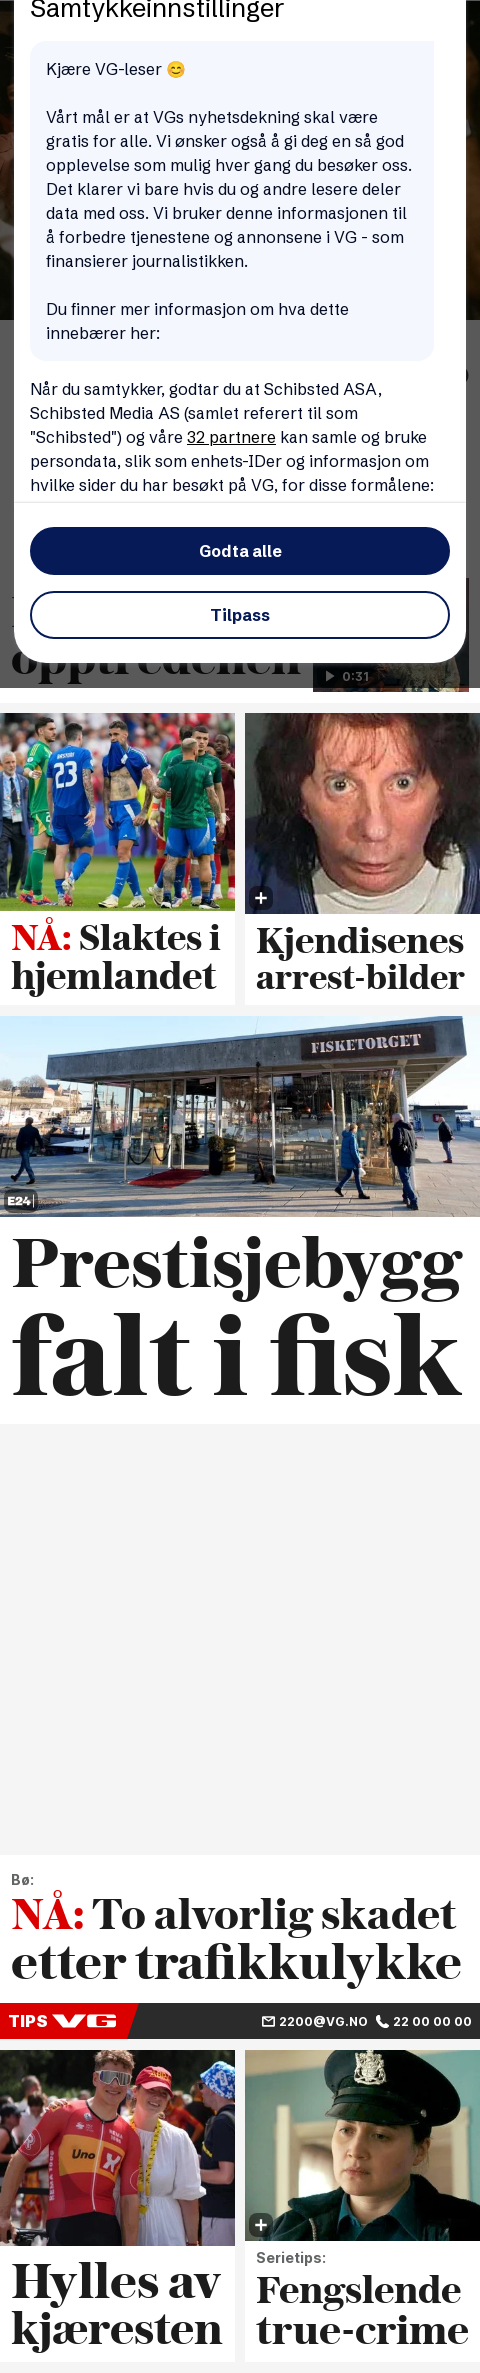 Samtykkeinnstillinger
Kjære VG-leser 😊
Vårt mål er at VGs nyhetsdekning skal være
gratis for alle. Vi ønsker også å gi deg en så god
opplevelse som mulig hver gang du besøker oss.
Det klarer vi bare hvis du og andre lesere deler
data med oss. Vi bruker denne informasjonen til
å forbedre tjenestene og annonsene i VG - som
finansierer journalistikken.
Du finner mer informasjon om hva dette
innebærer her:
Når du samtykker, godtar du at Schibsted ASA,
Schibsted Media AS (samlet referert til som
"Schibsted") og våre 32 partnere kan samle og bruke
persondata, slik som enhets-IDer og informasjon om
hvilke sider du har besøkt på VG, for disse formålene:
Godta alle
Tilpass
opptredenen
0:31
23
NÅ: Slaktes i
hjemlandet
Kjendisenes
arrest-bilder
FISKETORGET
E24
Prestisjebygg
falt i fisk
Bø:
NÅ: To alvorlig skadet
etter trafikkulykke
TIPS VG 2200@VG.NO 22 00 00 00
Uno
Hylles av
kjæresten
Serietips:
Fengslende
true-crime